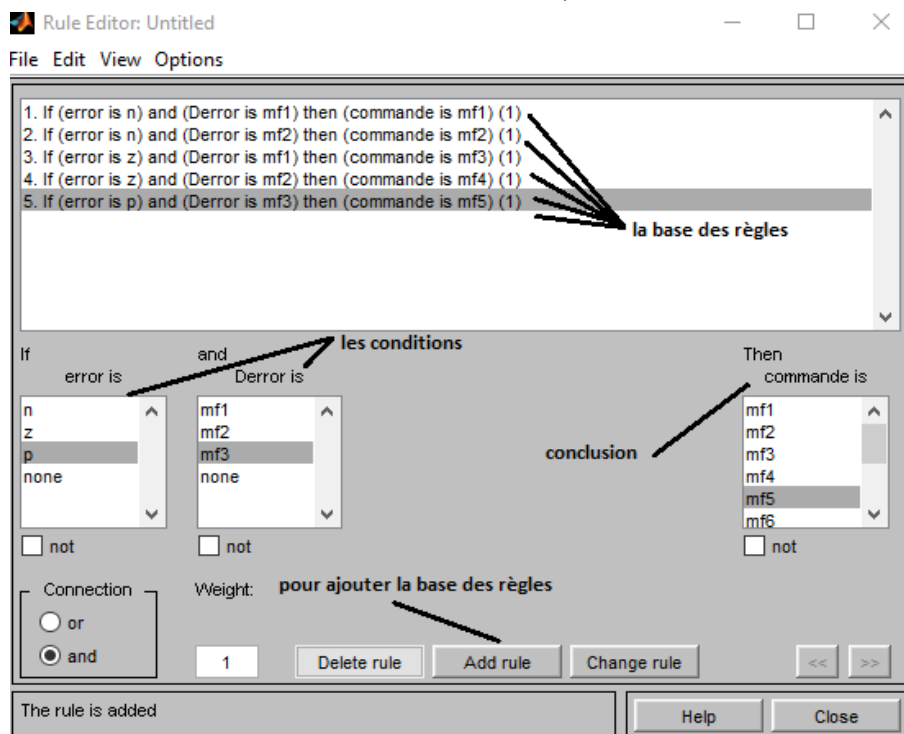 Rule Editor: Untitled
File Edit View Options
1. If (error is n) and (Derror is mf1) then (commande is mf1) (1)
2. If (error is n) and (Derror is mf2) then (commande is mf2) (1)
3. If (error is z) and (Derror is mf1) then (commande is mf3) (1)
4. If (error is z) and (Derror is mf2) then (commande is mf4) (1)
5. If (error is p) and (Derror is mf3) then (commande is mf5) (1)
la base des règles
les conditions
If and Then
error is Derror is commande is
n mf1 mf1
z mf2 mf2
p mf3 conclusion mf3
none none mf4
mf5
mf6
not not not
Connection Weight: pour ajouter la base des règles
or
and 1 Delete rule Add rule Change rule << >>
The rule is added Help Close